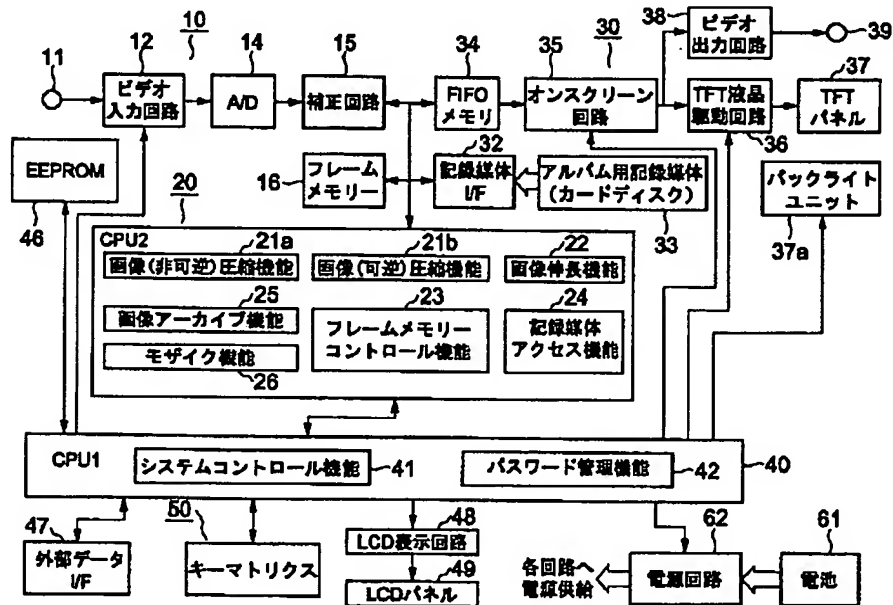 10
11
12
ビデオ
入力回路
14
A/D
15
補正回路
34
FIFO
メモリ
35
オンスクリーン
回路
30
38
ビデオ
出力回路
39
TFT液晶
駆動回路
36
37
TFT
パネル
EEPROM
46
フレーム
メモリー
16
32
記録媒体
I/F
アルバム用記録媒体
(カードディスク)
33
バックライト
ユニット
37a
20
CPU2
21a
画像(非可逆)圧縮機能
21b
画像(可逆)圧縮機能
22
画像伸長機能
25
画像アーカイブ機能
23
フレームメモリー
コントロール機能
24
記録媒体
アクセス機能
モザイク機能
26
CPU1
システムコントロール機能
41
パスワード管理機能
42
40
47
外部データ
I/F
50
キーマトリクス
48
LCD表示回路
49
LCDパネル
各回路へ
電源供給
62
電源回路
61
電池